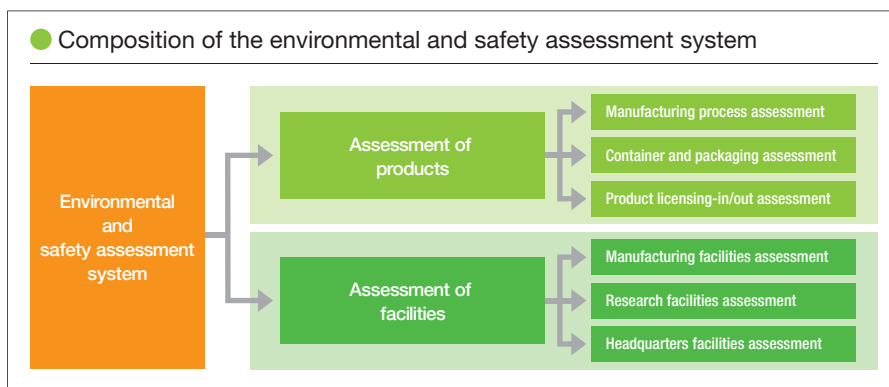 Composition of the environmental and safety assessment system
Environmental
and
safety assessment
system
Assessment of
products
Manufacturing process assessment
Container and packaging assessment
Product licensing-in/out assessment
Assessment of
facilities
Manufacturing facilities assessment
Research facilities assessment
Headquarters facilities assessment